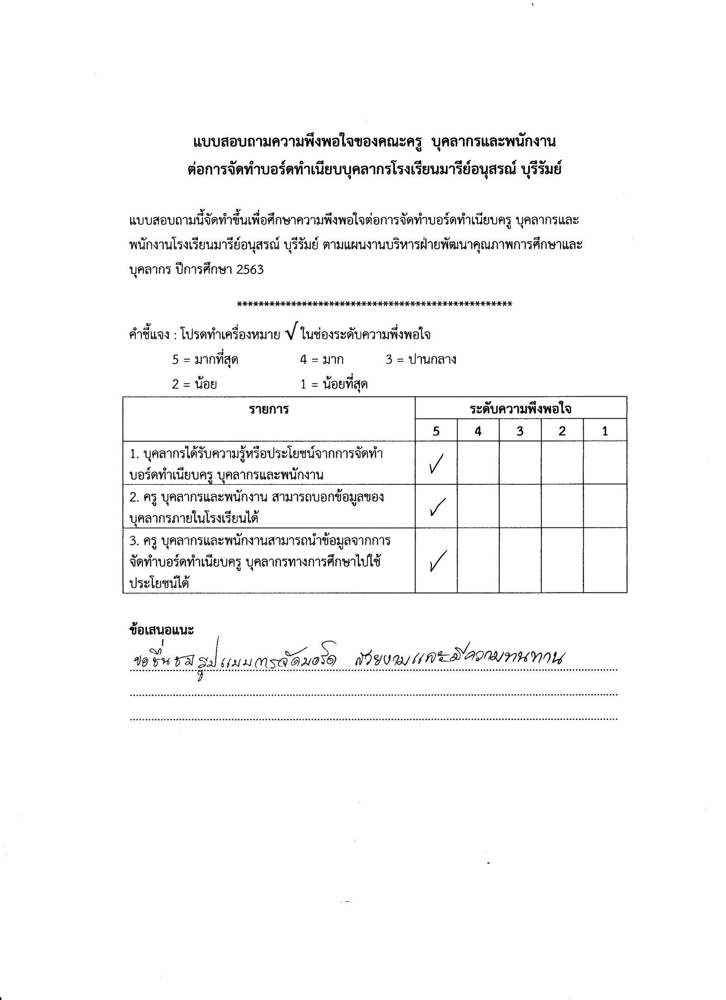 แบบสอบถามความพึงพอใจของคณะครู บุคลากรและพนักงาน
ต่อการจัดทำบอร์ดทำเนียบบุคลากรโรงเรียนมารีย์อนุสรณ์ บุรีรัมย์
แบบสอบถามนี้จัดทำขึ้นเพื่อศึกษาความพึงพอใจต่อการจัดทำบอร์ดทำเนียบครู บุคลากรและ
พนักงานโรงเรียนมารีย์อนุสรณ์ บุรีรัมย์ ตามแผนงานบริหารฝ่ายพัฒนาคุณภาพการศึกษาและ
บุคลากร ปีการศึกษา 2563
***************************************************
คำชี้แจง : โปรดทำเครื่องหมาย √ ในช่องระดับความพึ่งพอใจ
5 = มากที่สุด 4 = มาก 3 = ปานกลาง
2 = น้อย 1 = น้อยที่สุด
รายการ ระดับความพึงพอใจ
5 4 3 2 1
1. บุคลากรได้รับความรู้หรือประโยชน์จากการจัดทำ
บอร์ดทำเนียบครู บุคลากรและพนักงาน ✓
2. ครู บุคลากรและพนักงาน สามารถบอกข้อมูลของ
บุคลากรภายในโรงเรียนได้ ✓
3. ครู บุคลากรและพนักงานสามารถนำข้อมูลจากการ
จัดทำบอร์ดทำเนียบครู บุคลากรทางการศึกษาไปใช้ ✓
ประโยชน์ได้
ข้อเสนอแนะ
ขอชื่นชมรูปแบบการจัดบอร์ด สวยงามและมีความทนทาน